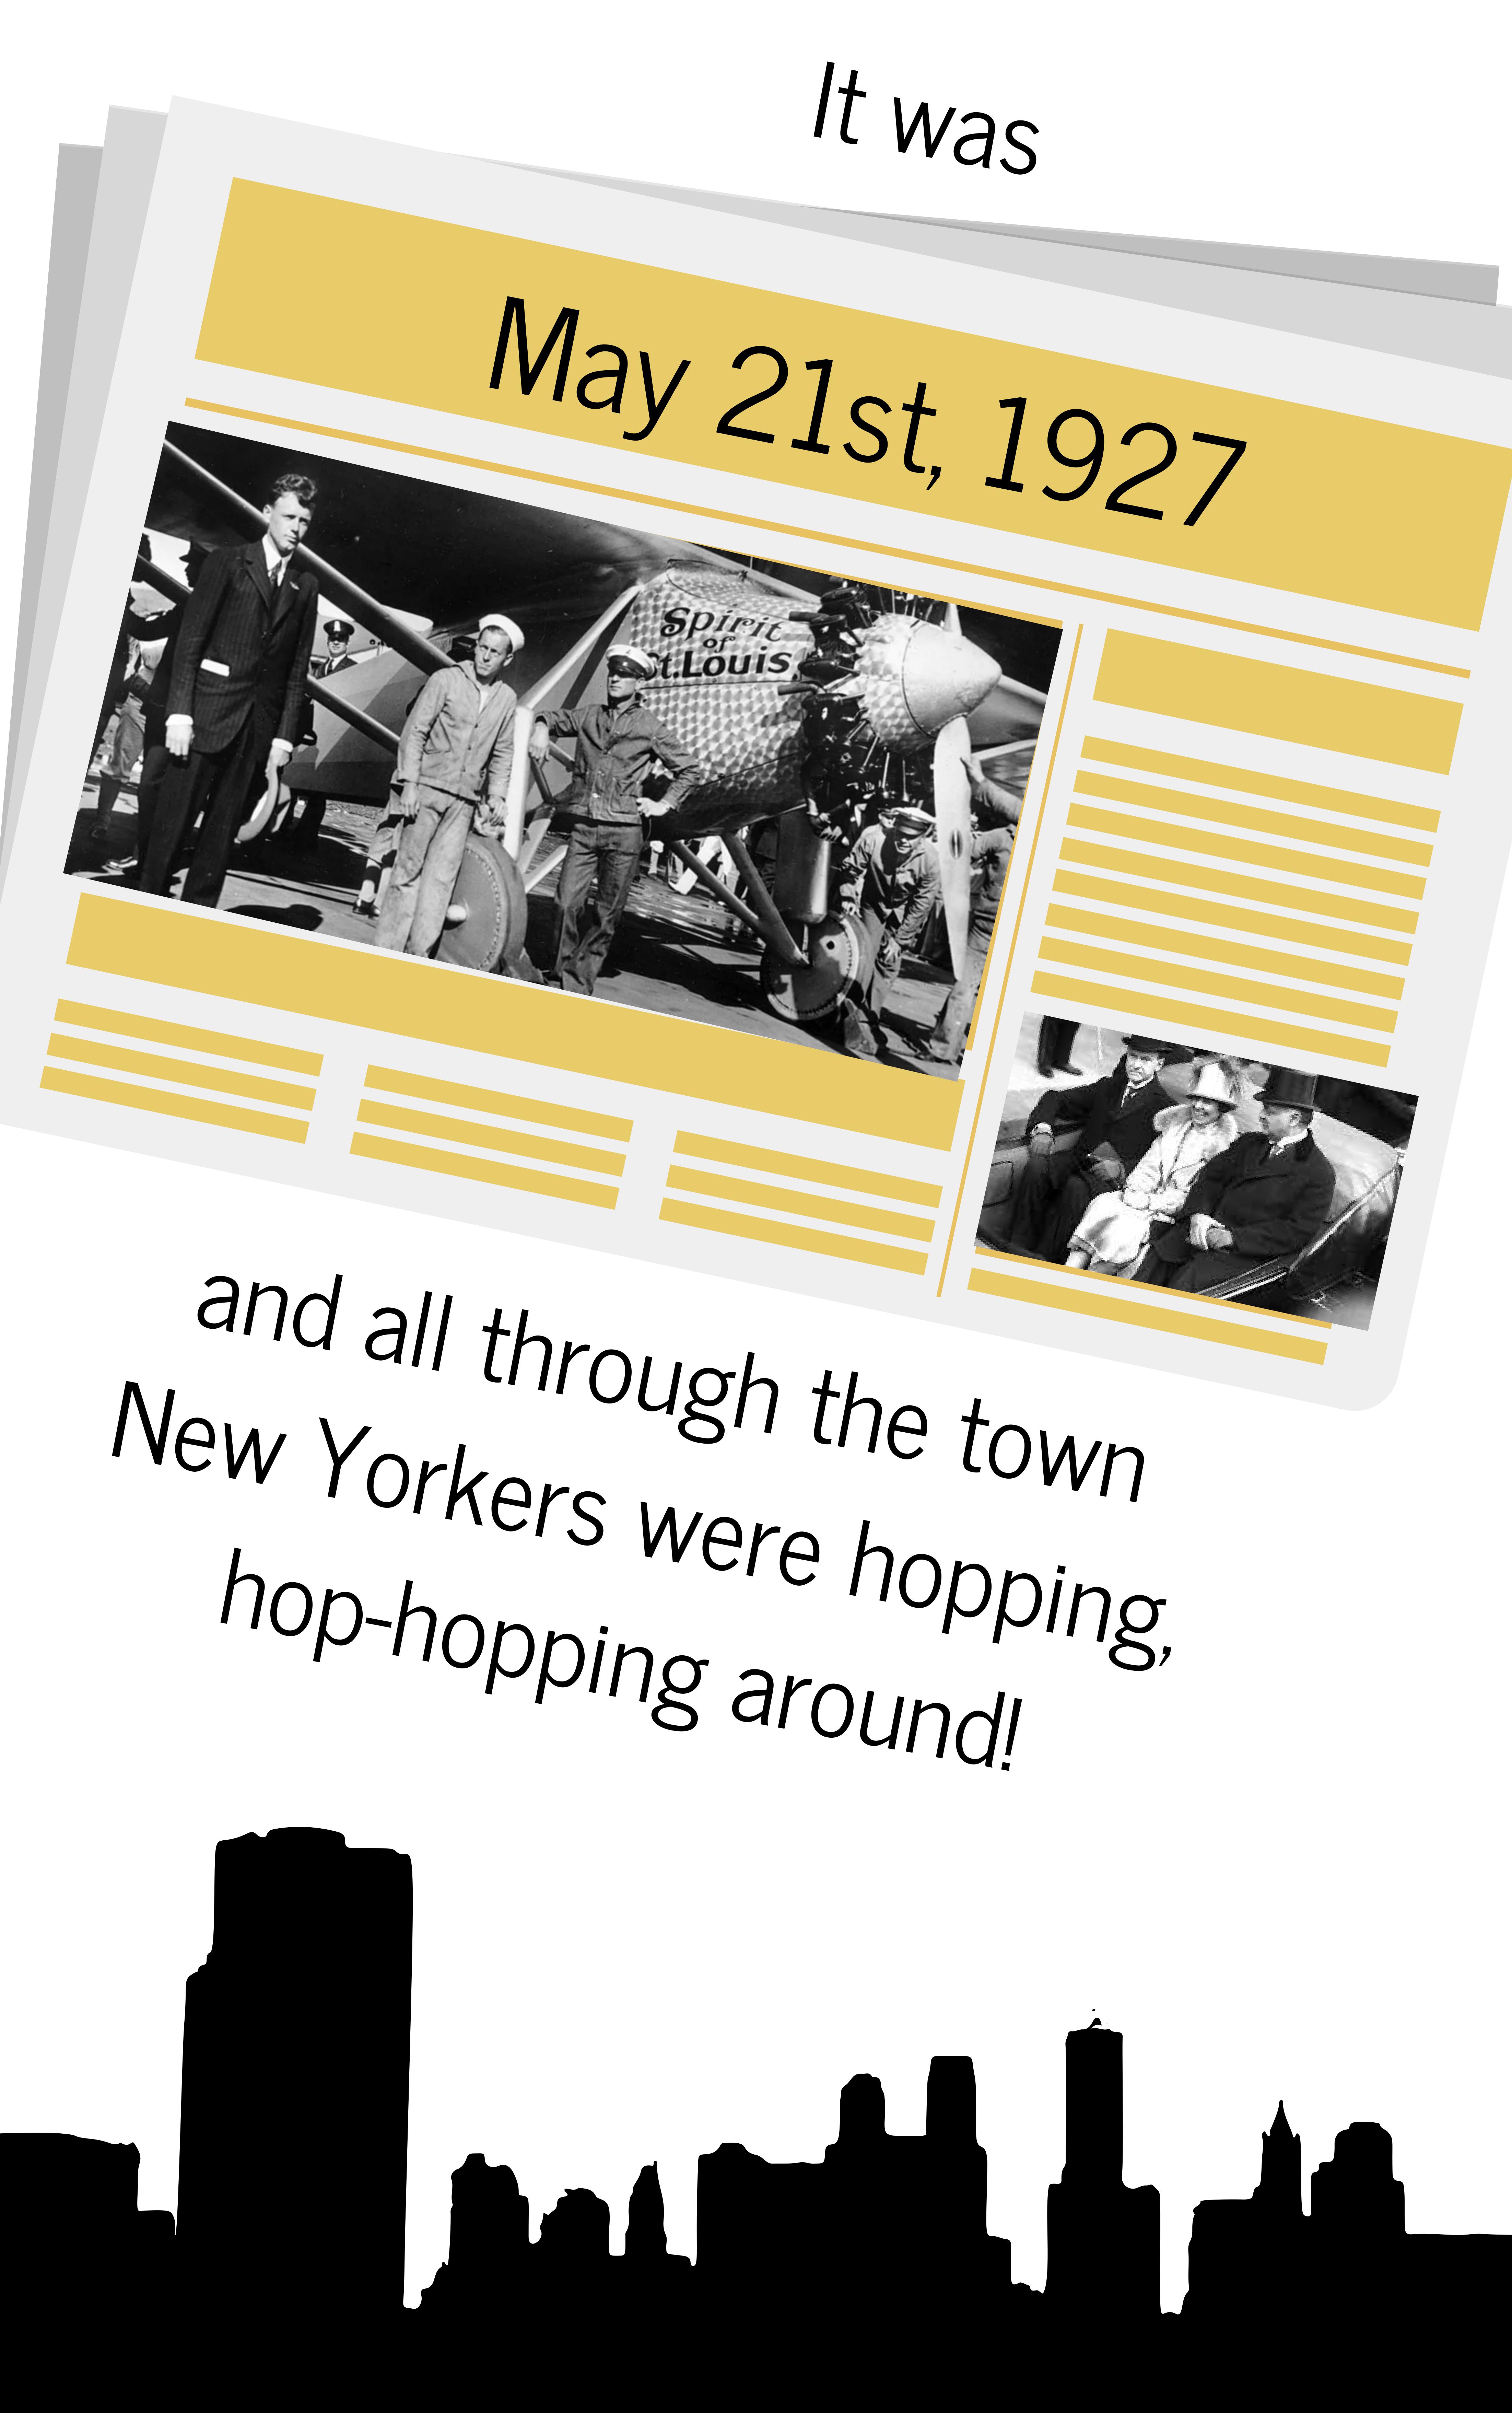 It was
May 21st, 1927
Spirit
of
St.Louis
and all through the town
New Yorkers were hopping,
hop-hopping around!